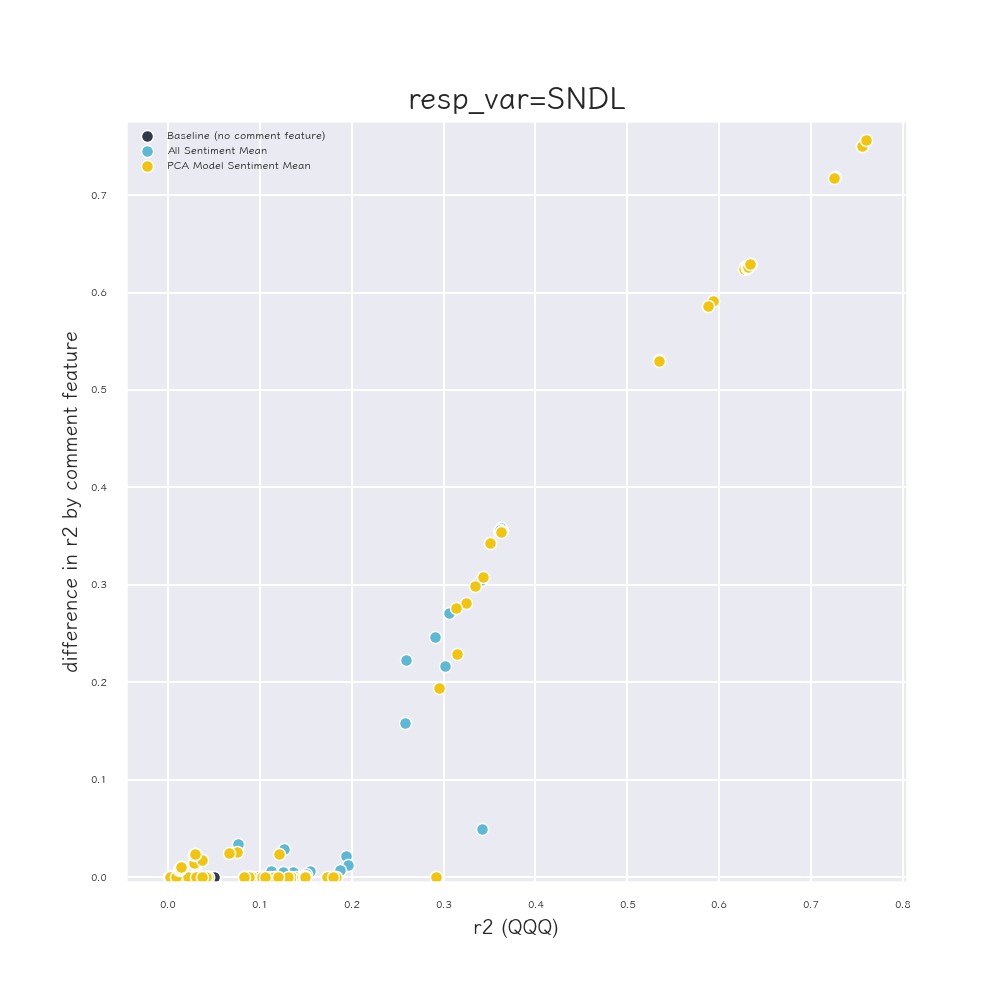 resp_var=SNDL
Baseline (no comment feature)
All Sentiment Mean
PCA Model Sentiment Mean
difference in r2 by comment feature
0.7
0.6
0.5
0.4
0.3
0.2
0.1
0.0
0.0 0.1 0.2 0.3 0.4 0.5 0.6 0.7 0.8
r2 (QQQ)